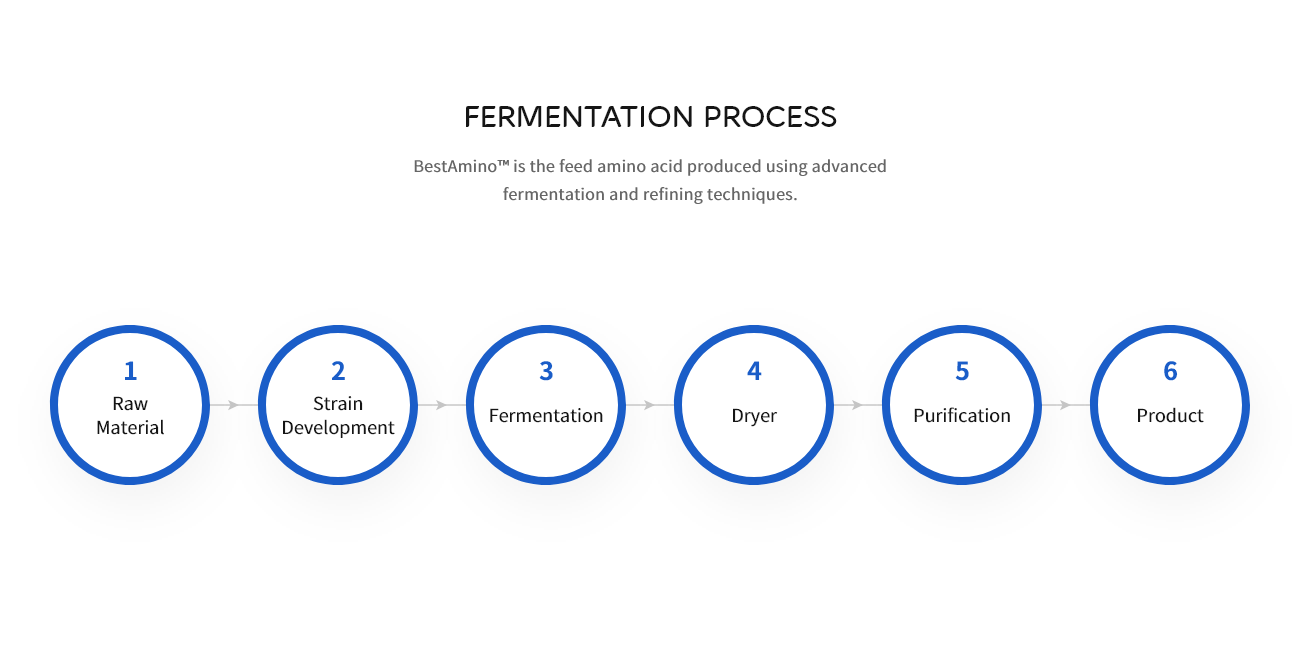 FERMENTATION PROCESS
BestAmino™ is the feed amino acid produced using advanced
fermentation and refining techniques.
1
Raw
Material
2
Strain
Development
3
Fermentation
4
Dryer
5
Purification
6
Product